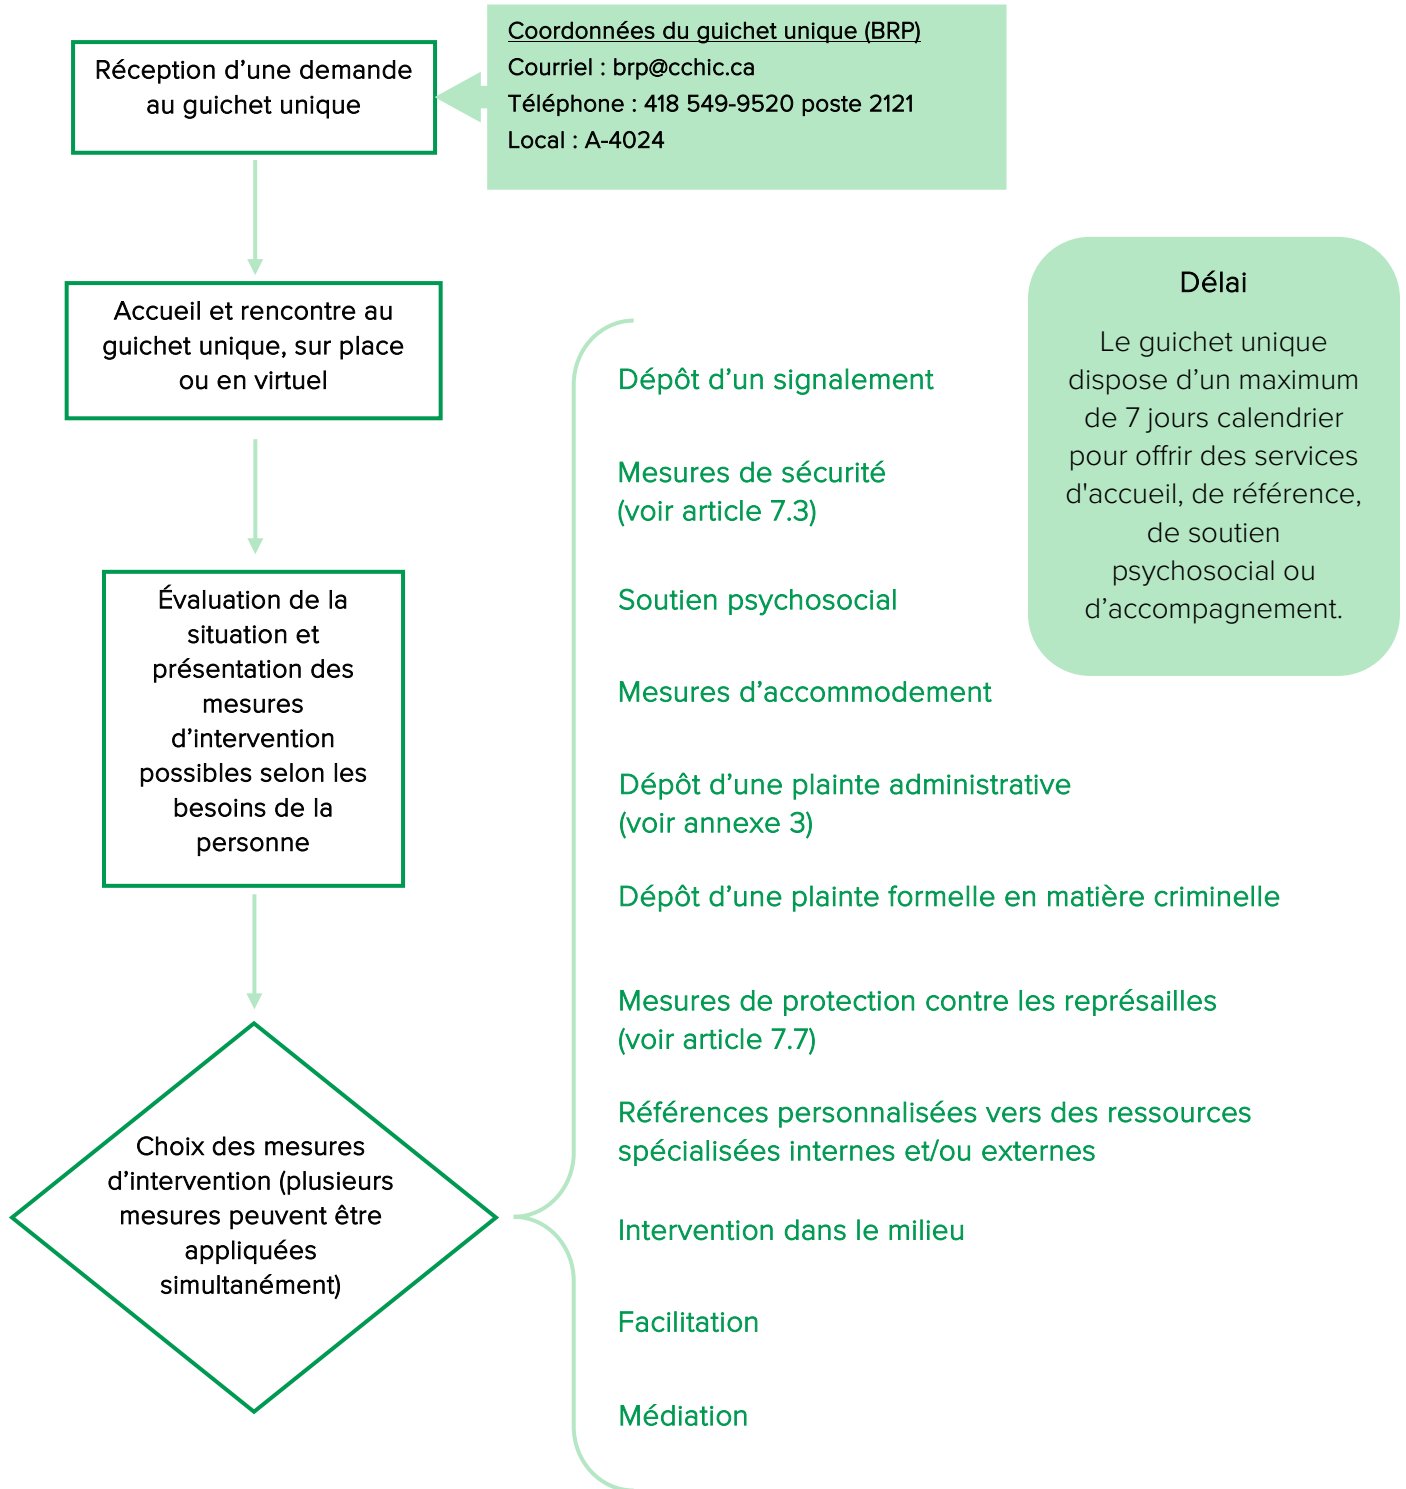 Réception d’une demande
au guichet unique
Coordonnées du guichet unique (BRP)
Courriel : brp@cchic.ca
Téléphone : 418 549-9520 poste 2121
Local : A-4024
Accueil et rencontre au
guichet unique, sur place
ou en virtuel
Évaluation de la
situation et
présentation des
mesures
d’intervention
possibles selon les
besoins de la
personne
Choix des mesures
d’intervention (plusieurs
mesures peuvent être
appliquées
simultanément)
Dépôt d’un signalement
Mesures de sécurité
(voir article 7.3)
Soutien psychosocial
Mesures d’accommodement
Dépôt d’une plainte administrative
(voir annexe 3)
Dépôt d’une plainte formelle en matière criminelle
Mesures de protection contre les représailles
(voir article 7.7)
Références personnalisées vers des ressources
spécialisées internes et/ou externes
Intervention dans le milieu
Facilitation
Médiation
Délai
Le guichet unique
dispose d’un maximum
de 7 jours calendrier
pour offrir des services
d'accueil, de référence,
de soutien
psychosocial ou
d’accompagnement.